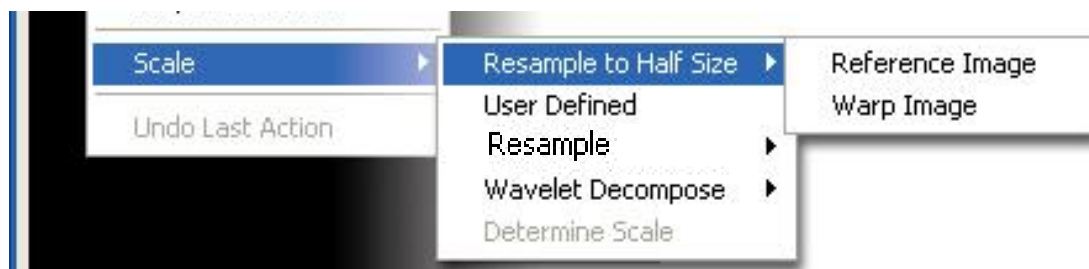 Scale
Undo Last Action
Resample to Half Size
User Defined
Resample
Wavelet Decompose
Determine Scale
Reference Image
Warp Image